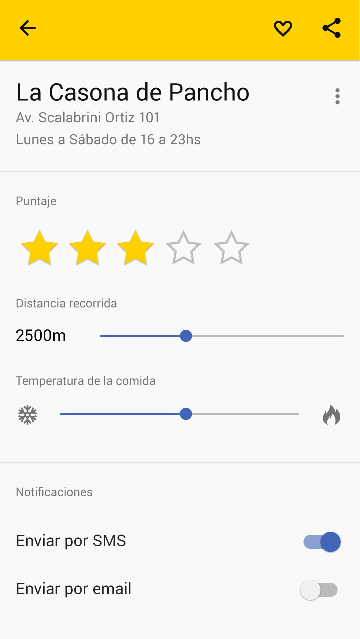 La Casona de Pancho
Av. Scalabrini Ortiz 101
Lunes a Sábado de 16 a 23hs
Puntaje
Distancia recorrida
2500m
Temperatura de la comida
Notificaciones
Enviar por SMS
Enviar por email